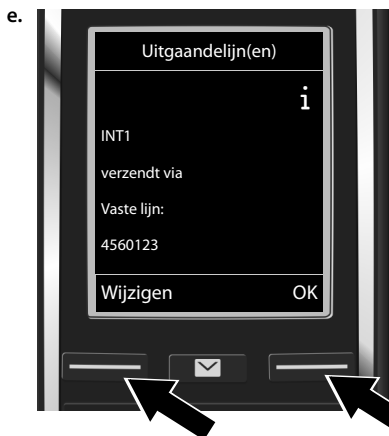 e.
Uitgaandelijn(en)
i
INT1
verzendt via
Vaste lijn:
4560123
Wijzigen OK